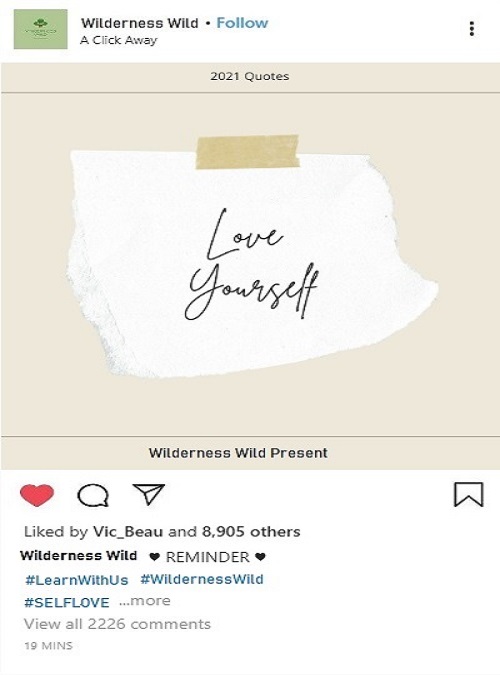 Wilderness Wild • Follow
A Click Away
2021 Quotes
Love
Yourself
Wilderness Wild Present
Liked by Vic_Beau and 8,905 others
Wilderness Wild ♥ REMINDER ♥
#LearnWithUs #WildernessWild
#SELFLOVE ...more
View all 2226 comments
19 MINS